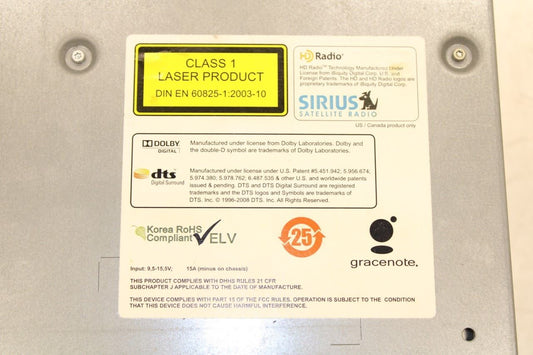 CLASS 1
LASER PRODUCT
DIN EN 60825-1:2003-10
HD Radio™
HD Radio™ Technology Manufactured Under
License from iBiquity Digital Corp. U.S. and
Foreign Patents. The HD and HD Radio logos are
proprietary trademarks of iBiquity Digital Corp.
SIRIUS
SATELLITE RADIO
US / Canada product only
DOLBY
DIGITAL
Manufactured under license from Dolby Laboratories. Dolby and
the double-D symbol are trademarks of Dolby Laboratories.
dts
Digital Surround
Manufactured under license under U.S. Patent #5.451.942; 5.956.674;
5.974.380; 5.978.762; 6.487.535 & other U.S. and worldwide patents
issued & pending. DTS and DTS Digital Surround are registered
trademarks and the DTS logos and Symbols are trademarks of
DTS, Inc. © 1996-2008 DTS, Inc. All Rights Reserved.
Korea RoHS
Compliant
ELV
25
gracenote.
Input: 9,5-15,5V; 15A (minus on chassis)
THIS PRODUCT COMPLIES WITH DHHS RULES 21 CFR
SUBCHAPTER J APPLICABLE TO THE DATE OF MANUFACTURE.
THIS DEVICE COMPLIES WITH PART 15 OF THE FCC RULES. OPERATION IS SUBJECT TO THE CONDITION
THAT THIS DEVICE DOES NOT CAUSE HARMFUL INTERFERENCE.